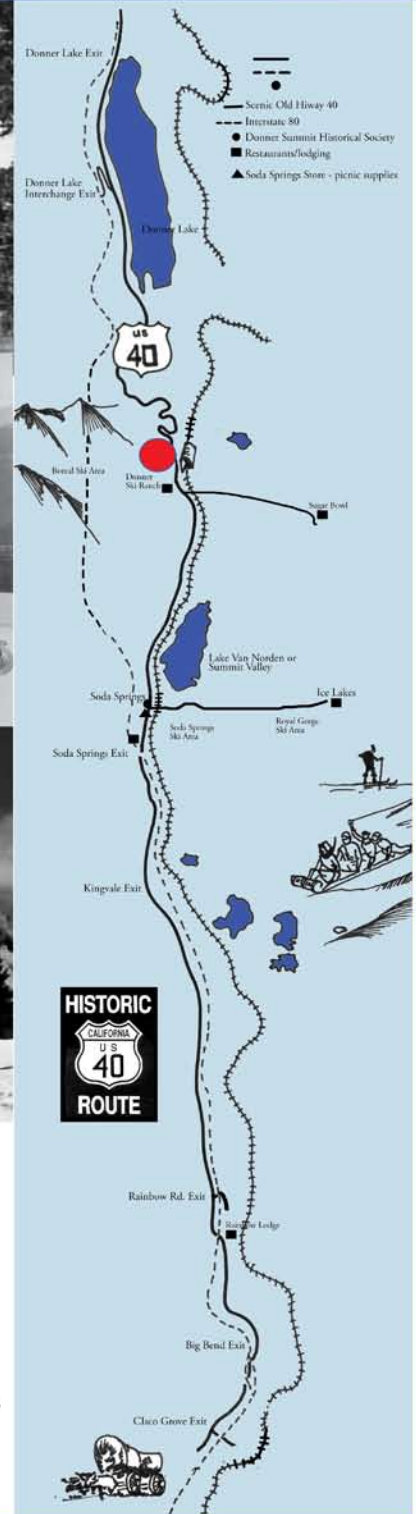 Donner Lake Exit
Scenic Old Hiway 40
Interstate 80
Donner Summit Historical Society
Restaurants/lodging
Soda Springs Store - picnic supplies
Donner Lake
Interchange Exit
Donner Lake
US
40
Boreal Ski Area
Donner
Ski Ranch
Sugar Bowl
Lake Van Norden or
Summit Valley
Soda Springs
Ice Lakes
Soda Springs
Ski Area
Royal Gorge
Ski Area
Soda Springs Exit
Kingvale Exit
HISTORIC
CALIFORNIA
US
40
ROUTE
Rainbow Rd. Exit
Rainbow Lodge
Big Bend Exit
Cisco Grove Exit